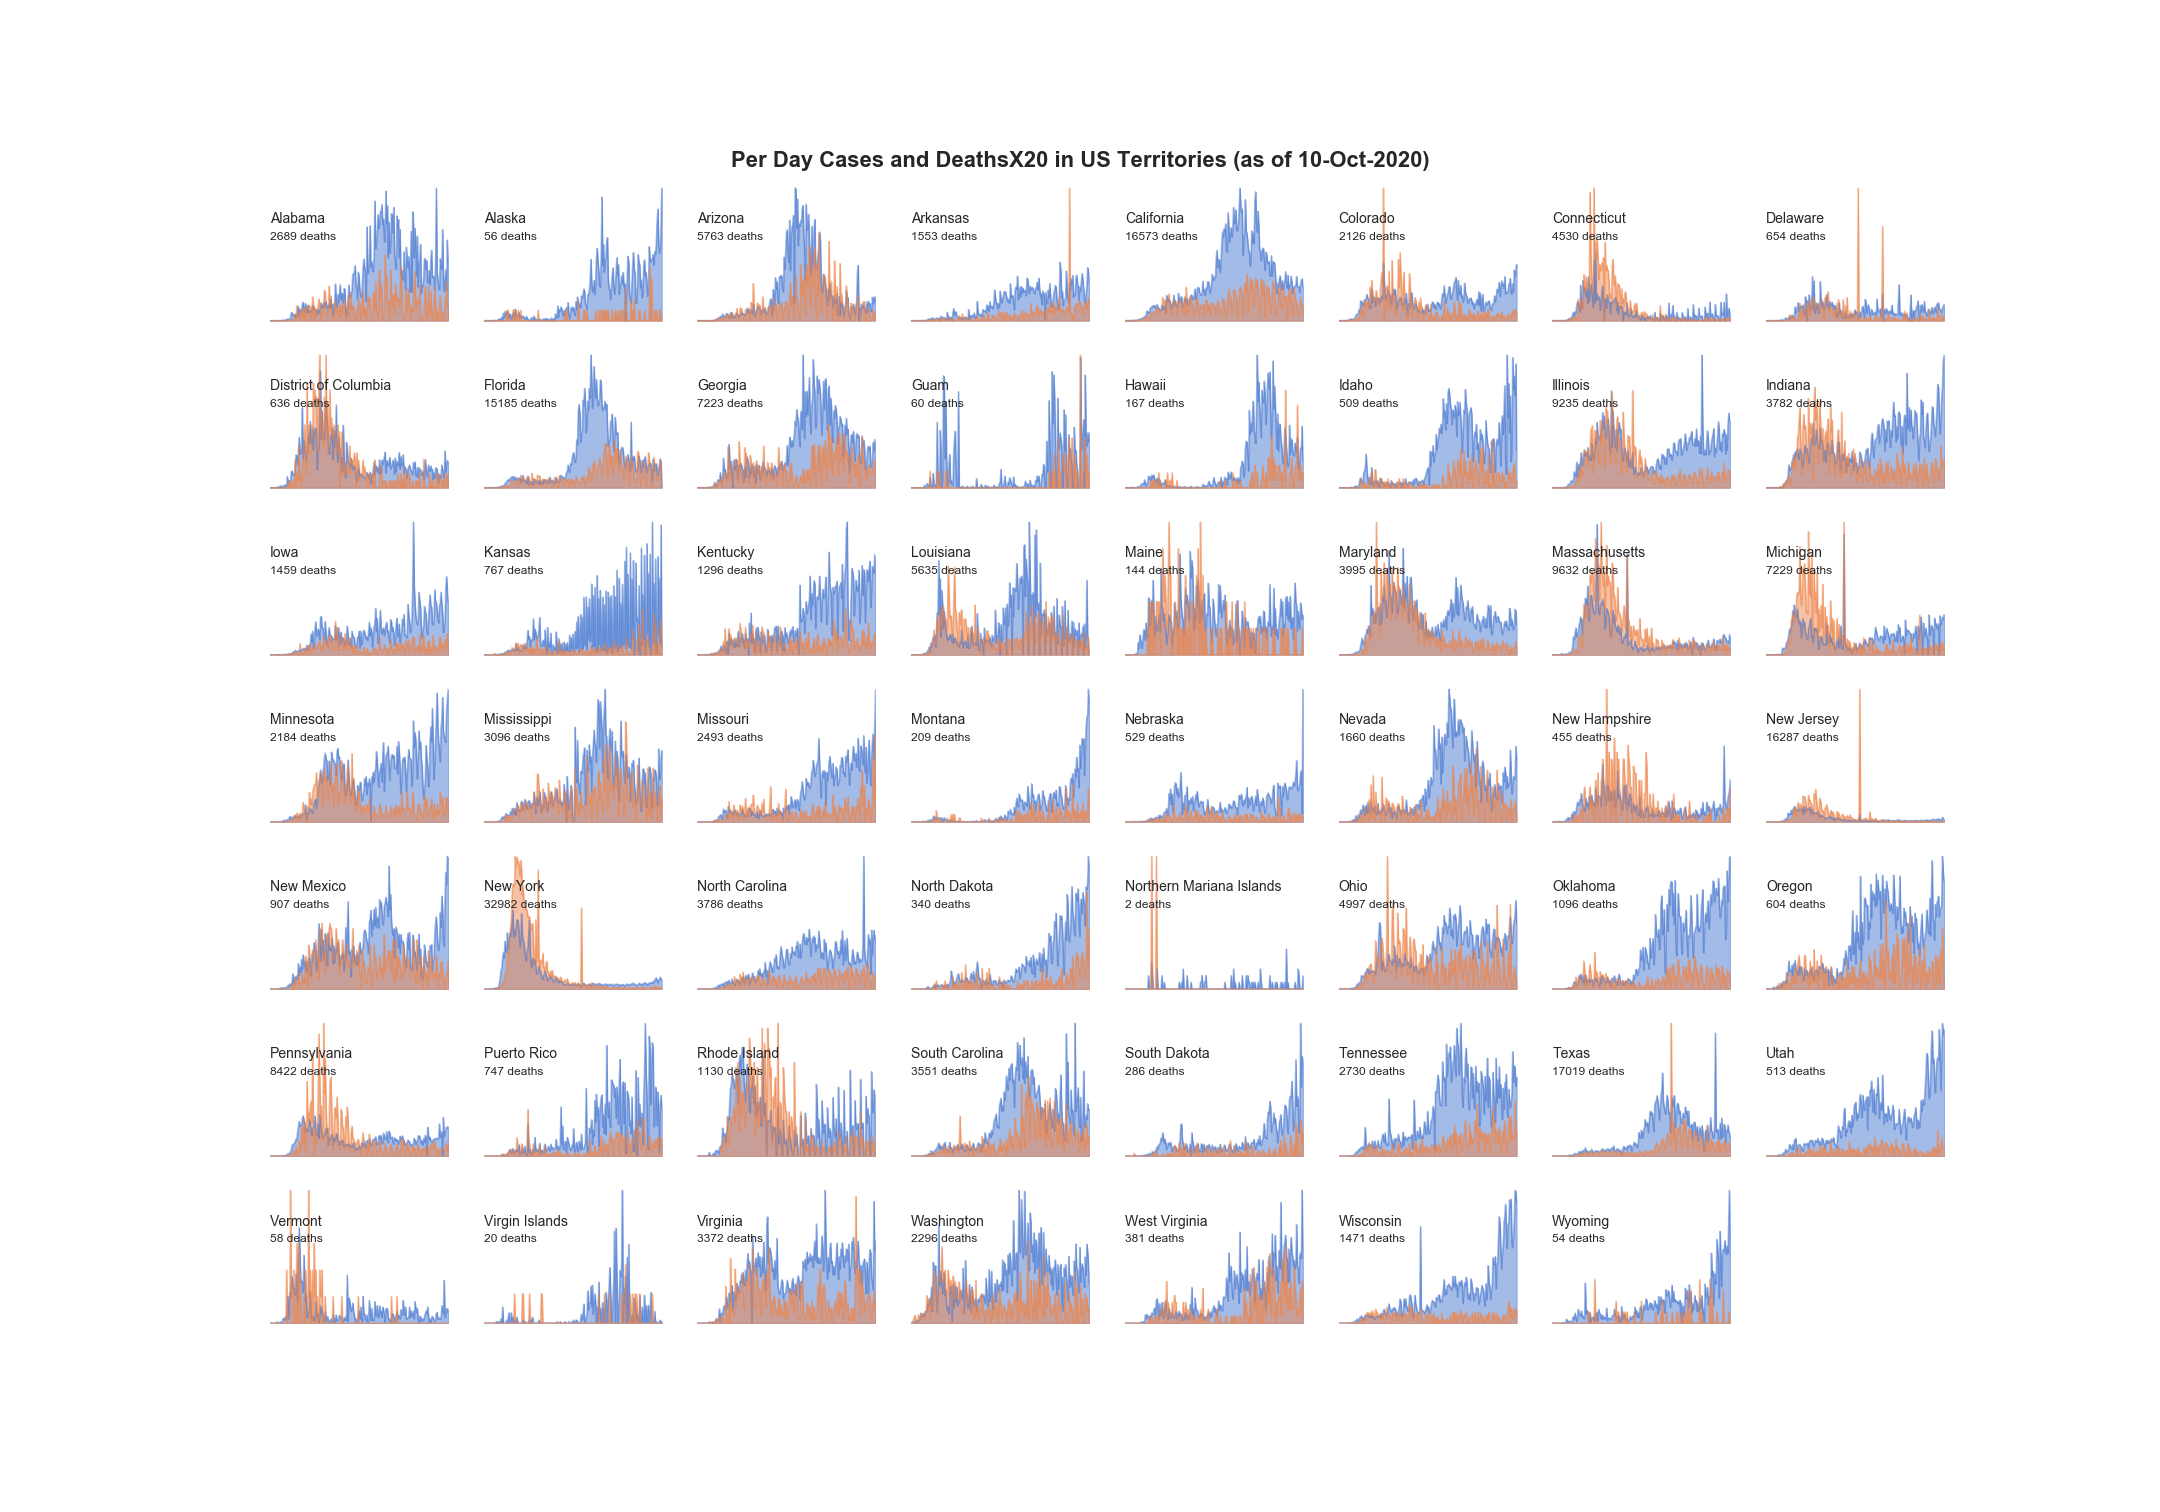 Per Day Cases and DeathsX20 in US Territories (as of 10-Oct-2020)
Alabama
2689 deaths
Alaska
56 deaths
Arizona
5763 deaths
Arkansas
1553 deaths
California
16573 deaths
Colorado
2126 deaths
Connecticut
4530 deaths
Delaware
654 deaths
District of Columbia
636 deaths
Florida
15185 deaths
Georgia
7223 deaths
Guam
60 deaths
Hawaii
167 deaths
Idaho
509 deaths
Illinois
9235 deaths
Indiana
3782 deaths
Iowa
1459 deaths
Kansas
767 deaths
Kentucky
1296 deaths
Louisiana
5635 deaths
Maine
144 deaths
Maryland
3995 deaths
Massachusetts
9632 deaths
Michigan
7229 deaths
Minnesota
2184 deaths
Mississippi
3096 deaths
Missouri
2493 deaths
Montana
209 deaths
Nebraska
529 deaths
Nevada
1660 deaths
New Hampshire
455 deaths
New Jersey
16287 deaths
New Mexico
907 deaths
New York
32982 deaths
North Carolina
3786 deaths
North Dakota
340 deaths
Northern Mariana Islands
2 deaths
Ohio
4997 deaths
Oklahoma
1096 deaths
Oregon
604 deaths
Pennsylvania
8422 deaths
Puerto Rico
747 deaths
Rhode Island
1130 deaths
South Carolina
3551 deaths
South Dakota
286 deaths
Tennessee
2730 deaths
Texas
17019 deaths
Utah
513 deaths
Vermont
58 deaths
Virgin Islands
20 deaths
Virginia
3372 deaths
Washington
2296 deaths
West Virginia
381 deaths
Wisconsin
1471 deaths
Wyoming
54 deaths